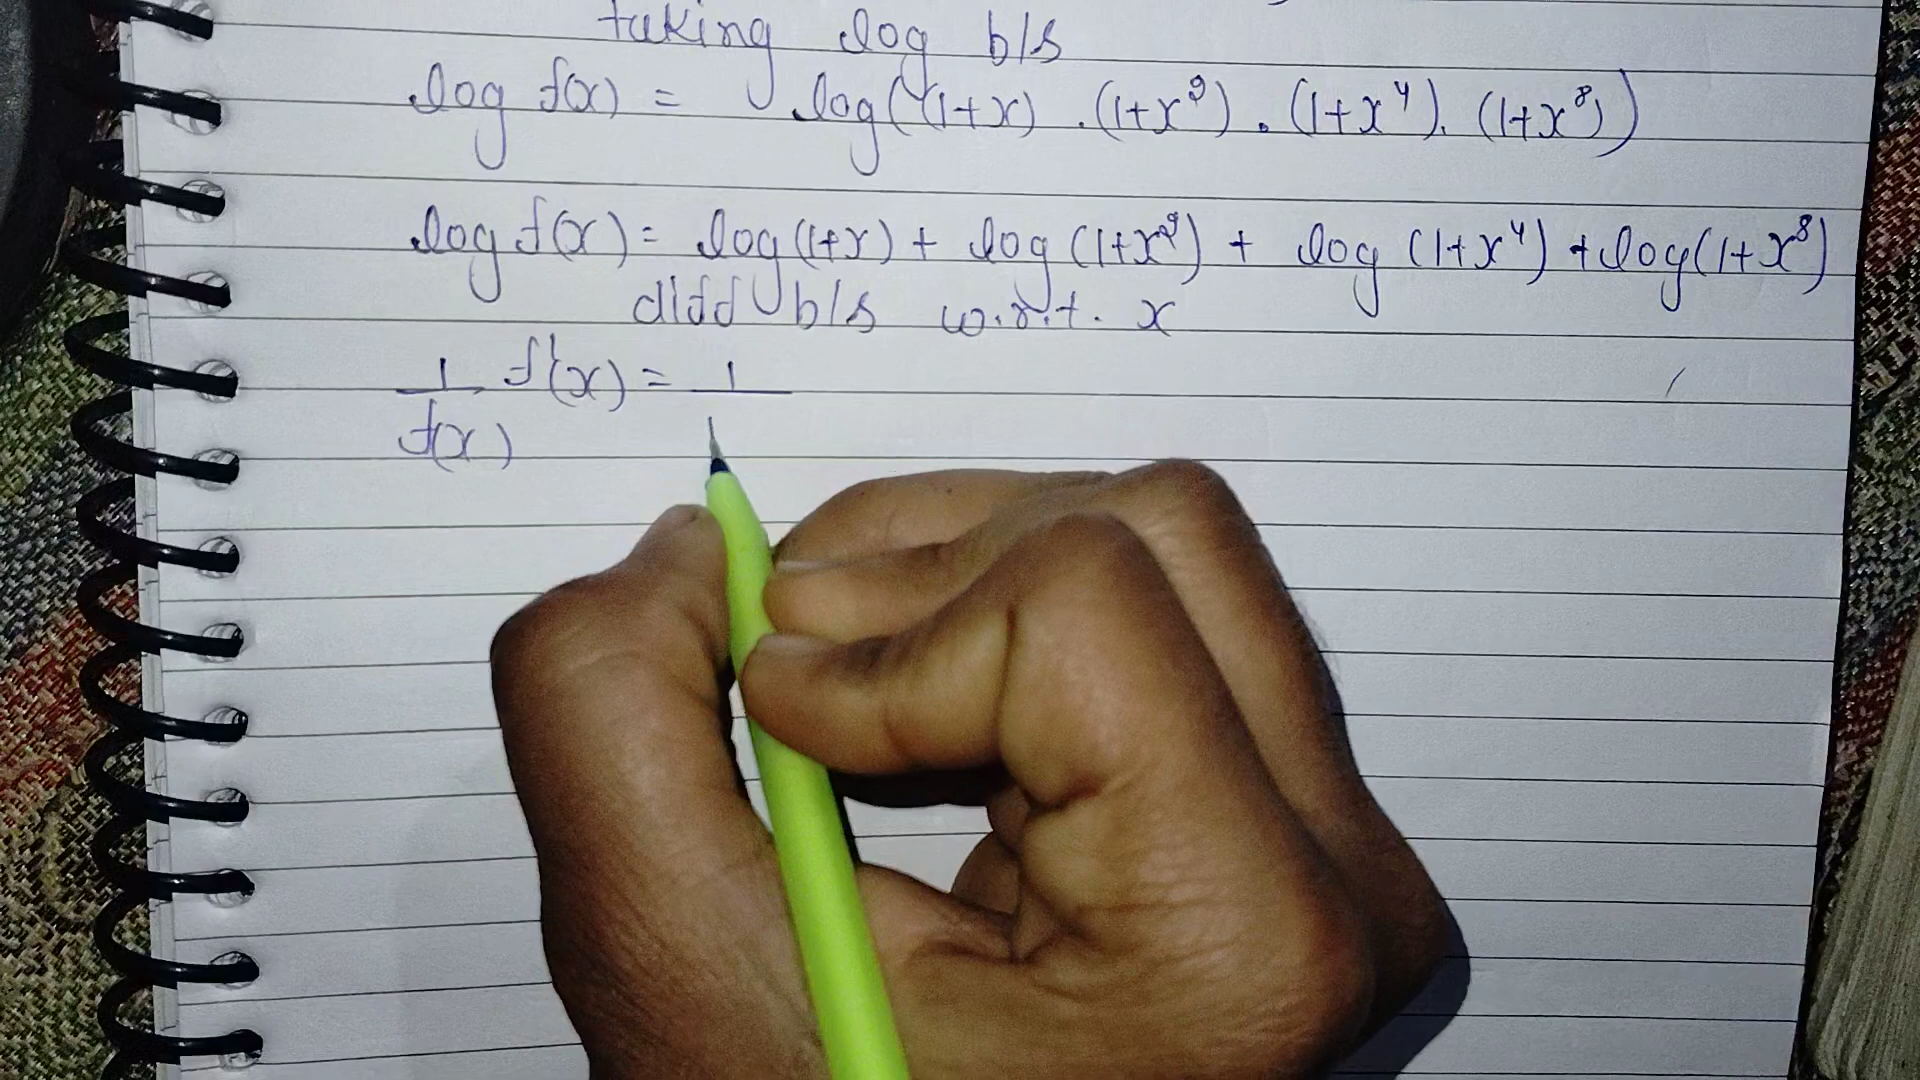 taking log b/s
log f(x) = log((1+x) . (1+x²) . (1+x⁴). (1+x⁸))
log f(x) = log (1+x) + log (1+x²) + log (1+x⁴) + log(1+x⁸)
diff b/s w.r.t. x
1/f(x) f'(x) = 1/